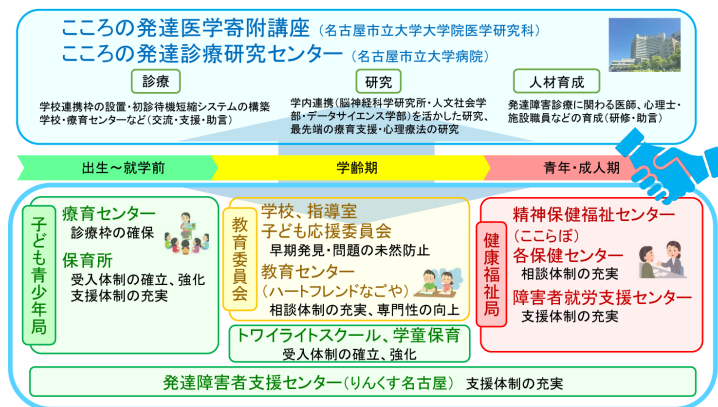 こころの発達医学寄附講座（名古屋市立大学大学院医学研究科）
こころの発達診療研究センター（名古屋市立大学病院）
診療
学校連携枠の設置・初診待機短縮システムの構築
学校・療育センターなど（交流・支援・助言）
研究
学内連携（脳神経科学研究所・人文社会学
部・データサイエンス学部）を活かした研究、
最先端の療育支援・心理療法の研究
人材育成
発達障害診療に関わる医師、心理士・
施設職員などの育成（研修・助言）
出生～就学前
学齢期
青年・成人期
子ども青少年局
療育センター
診療枠の確保
保育所
受入体制の確立、強化
支援体制の充実
教育委員会
学校、指導室
子ども応援委員会
早期発見・問題の未然防止
教育センター
（ハートフレンドなごや）
相談体制の充実、専門性の向上
トワイライトスクール、学童保育
受入体制の確立、強化
健康福祉局
精神保健福祉センター
（ここらぼ）
各保健センター
相談体制の充実
障害者就労支援センター
支援体制の充実
発達障害者支援センター（りんくす名古屋） 支援体制の充実